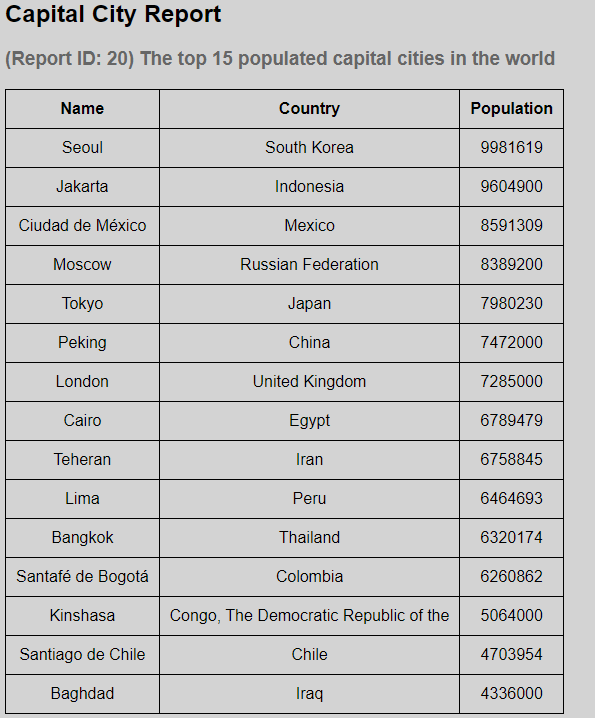 Capital City Report
(Report ID: 20) The top 15 populated capital cities in the world
Name Country Population
Seoul South Korea 9981619
Jakarta Indonesia 9604900
Ciudad de México Mexico 8591309
Moscow Russian Federation 8389200
Tokyo Japan 7980230
Peking China 7472000
London United Kingdom 7285000
Cairo Egypt 6789479
Teheran Iran 6758845
Lima Peru 6464693
Bangkok Thailand 6320174
Santafé de Bogotá Colombia 6260862
Kinshasa Congo, The Democratic Republic of the 5064000
Santiago de Chile Chile 4703954
Baghdad Iraq 4336000